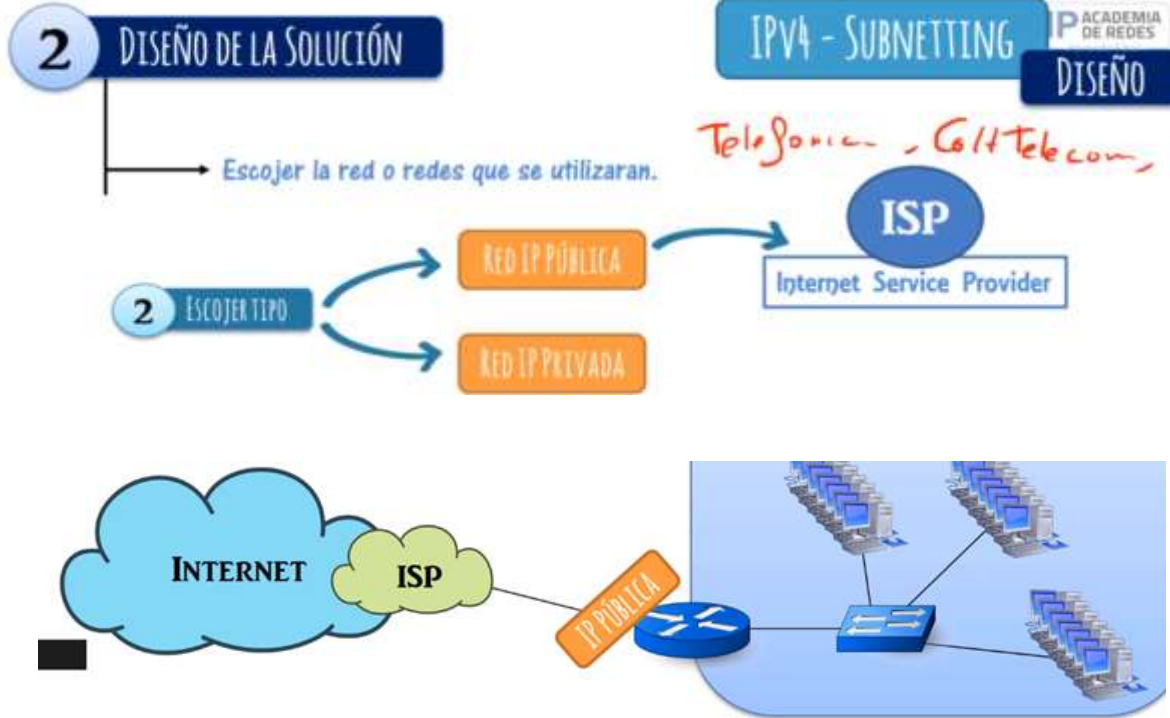 2 DISEÑO DE LA SOLUCIÓN
IPV4 - SUBNETTING
IP ACADEMIA
DE REDES
DISEÑO
Telefonica, Colt Telecom,
Escojer la red o redes que se utilizaran.
ISP
Internet Service Provider
RED IP PÚBLICA
2 ESCOJER TIPO
RED IP PRIVADA
INTERNET
ISP
IP PÚBLICA